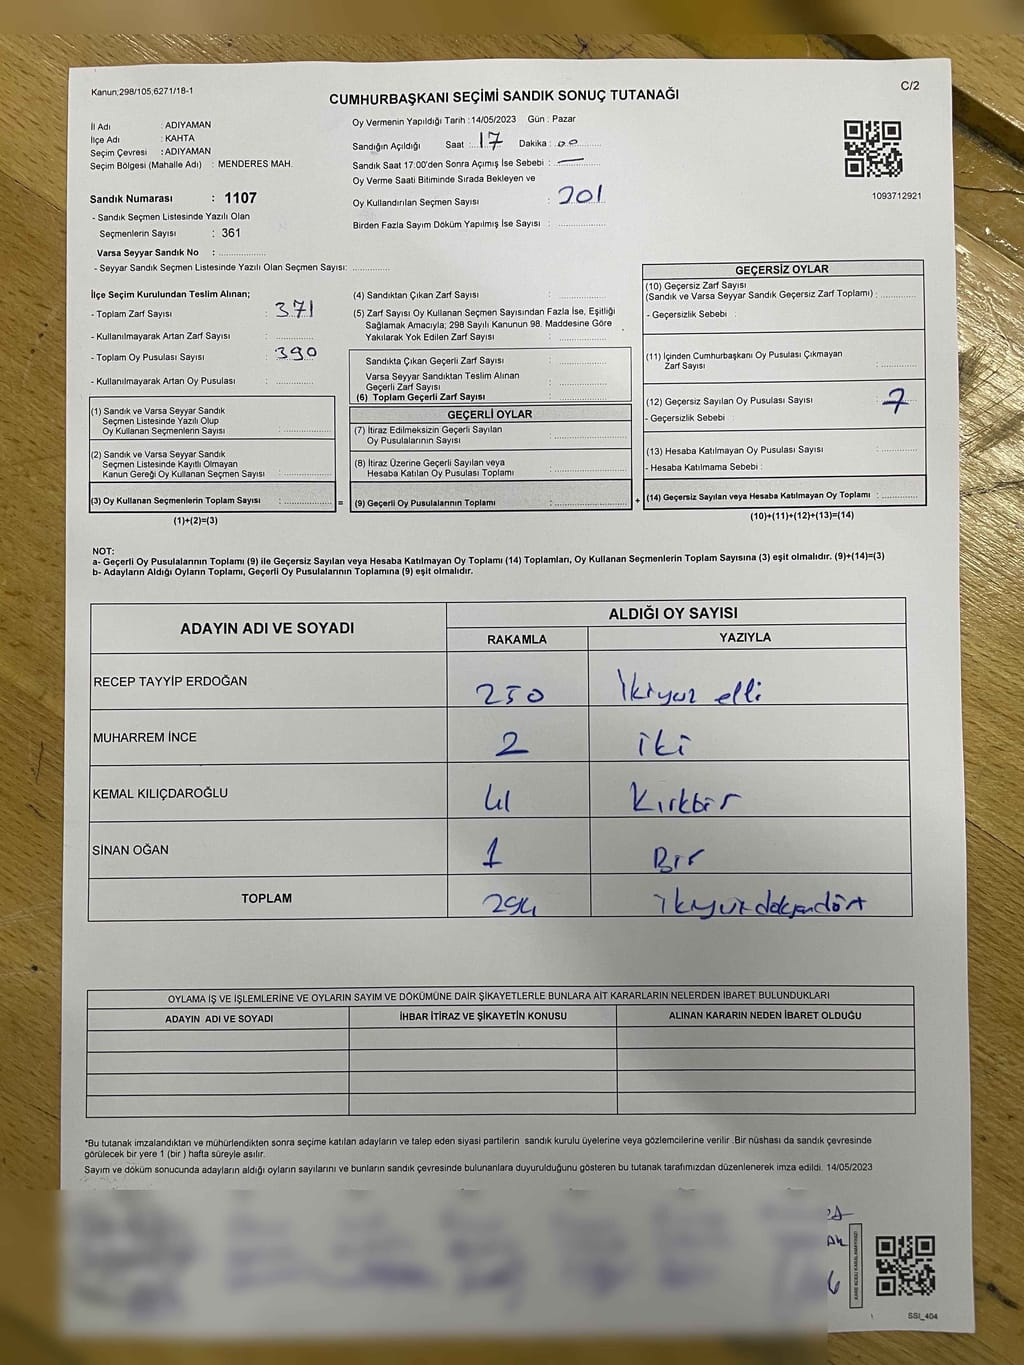 Kanun;298/105;6271/18-1
C/2
CUMHURBAŞKANI SEÇİMİ SANDIK SONUÇ TUTANAĞI
İl Adı : ADIYAMAN
İlçe Adı : KAHTA
Seçim Çevresi : ADIYAMAN
Seçim Bölgesi (Mahalle Adı) : MENDERES MAH.
Sandık Numarası : 1107
- Sandık Seçmen Listesinde Yazılı Olan
Seçmenlerin Sayısı : 361
Varsa Seyyar Sandık No :
- Seyyar Sandık Seçmen Listesinde Yazılı Olan Seçmen Sayısı:
Oy Vermenin Yapıldığı Tarih : 14/05/2023 Gün : Pazar
Sandığın Açıldığı Saat : 17 Dakika : 00
Sandık Saat 17:00'den Sonra Açımış İse Sebebi : —
Oy Verme Saati Bitiminde Sırada Bekleyen ve
Oy Kullandırılan Seçmen Sayısı : 301
Birden Fazla Sayım Döküm Yapılmış İse Sayısı :
1093712921
İlçe Seçim Kurulundan Teslim Alınan;
- Toplam Zarf Sayısı : 371
- Kullanılmayarak Artan Zarf Sayısı :
- Toplam Oy Pusulası Sayısı : 390
- Kullanılmayarak Artan Oy Pusulası :
(1) Sandık ve Varsa Seyyar Sandık
Seçmen Listesinde Yazılı Olup
Oy Kullanan Seçmenlerin Sayısı :
(2) Sandık ve Varsa Seyyar Sandık
Seçmen Listesinde Kayıtlı Olmayan
Kanun Gereği Oy Kullanan Seçmen Sayısı :
(3) Oy Kullanan Seçmenlerin Toplam Sayısı : =
(1)+(2)=(3)
(4) Sandıktan Çıkan Zarf Sayısı :
(5) Zarf Sayısı Oy Kullanan Seçmen Sayısından Fazla İse, Eşitliği
Sağlamak Amacıyla; 298 Sayılı Kanunun 98. Maddesine Göre
Yakılarak Yok Edilen Zarf Sayısı :
Sandıkta Çıkan Geçerli Zarf Sayısı :
Varsa Seyyar Sandıktan Teslim Alınan
Geçerli Zarf Sayısı :
(6) Toplam Geçerli Zarf Sayısı :
GEÇERLİ OYLAR
(7) İtiraz Edilmeksizin Geçerli Sayılan
Oy Pusulalarının Sayısı :
(8) İtiraz Üzerine Geçerli Sayılan veya
Hesaba Katılan Oy Pusulası Toplamı :
(9) Geçerli Oy Pusulalarının Toplamı : +
GEÇERSİZ OYLAR
(10) Geçersiz Zarf Sayısı
(Sandık ve Varsa Seyyar Sandık Geçersiz Zarf Toplamı) :
- Geçersizlik Sebebi :
(11) İçinden Cumhurbaşkanı Oy Pusulası Çıkmayan
Zarf Sayısı :
(12) Geçersiz Sayılan Oy Pusulası Sayısı : 7
- Geçersizlik Sebebi :
(13) Hesaba Katılmayan Oy Pusulası Sayısı :
- Hesaba Katılmama Sebebi :
(14) Geçersiz Sayılan veya Hesaba Katılmayan Oy Toplamı :
(10)+(11)+(12)+(13)=(14)
NOT:
a- Geçerli Oy Pusulalarının Toplamı (9) ile Geçersiz Sayılan veya Hesaba Katılmayan Oy Toplamı (14) Toplamları, Oy Kullanan Seçmenlerin Toplam Sayısına (3) eşit olmalıdır. (9)+(14)=(3)
b- Adayların Aldığı Oyların Toplamı, Geçerli Oy Pusulalarının Toplamına (9) eşit olmalıdır.
ADAYIN ADI VE SOYADI
ALDIĞI OY SAYISI
RAKAMLA YAZIYLA
RECEP TAYYİP ERDOĞAN 250 İkiyuz elli
MUHARREM İNCE 2 iki
KEMAL KILIÇDAROĞLU 41 Kırkbir
SİNAN OĞAN 1 Bir
TOPLAM 294
OYLAMA İŞ VE İŞLEMLERİNE VE OYLARIN SAYIM VE DÖKÜMÜNE DAİR ŞİKAYETLERLE BUNLARA AİT KARARLARIN NELERDEN İBARET BULUNDUKLARI
ADAYIN ADI VE SOYADI İHBAR İTİRAZ VE ŞİKAYETİN KONUSU ALINAN KARARIN NEDEN İBARET OLDUĞU
*Bu tutanak imzalandıktan ve mühürlendikten sonra seçime katılan adayların ve talep eden siyasi partilerin sandık kurulu üyelerine veya gözlemcilerine verilir .Bir nüshası da sandık çevresinde
görülecek bir yere 1 (bir ) hafta süreyle asılır.
Sayım ve döküm sonucunda adayların aldığı oyların sayılarını ve bunların sandık çevresinde bulunanlara duyurulduğunu gösteren bu tutanak tarafımızdan düzenlenerek imza edildi. 14/05/2023
SSI_404